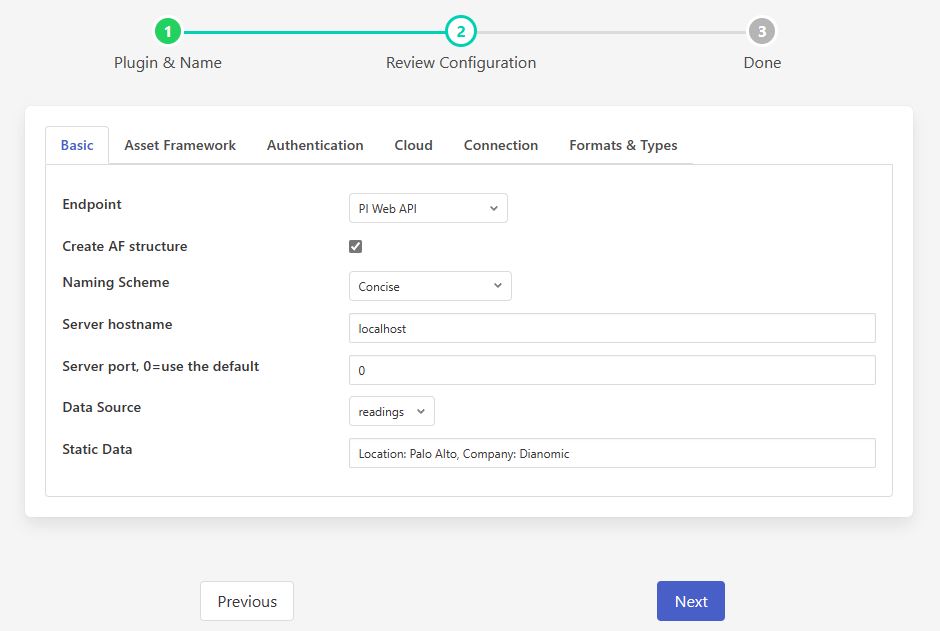 1 2 3
Plugin & Name Review Configuration Done
Basic Asset Framework Authentication Cloud Connection Formats & Types
Endpoint PI Web API
Create AF structure
Naming Scheme Concise
Server hostname localhost
Server port, 0=use the default 0
Data Source readings
Static Data Location: Palo Alto, Company: Dianomic
Previous Next